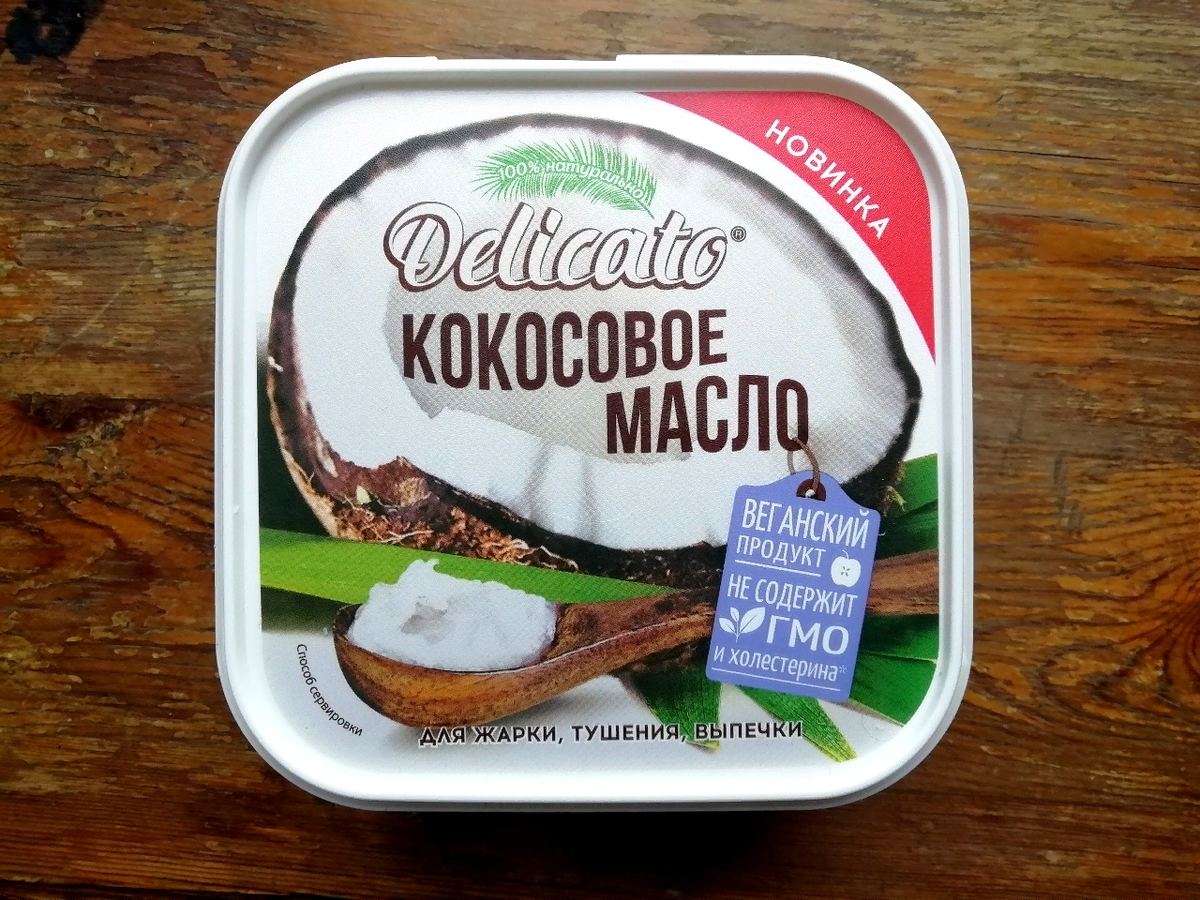 НОВИНКА
100% натурально
Delicato®
КОКОСОВОЕ
МАСЛО
ВЕГАНСКИЙ
ПРОДУКТ
НЕ СОДЕРЖИТ
ГМО
И ХОЛЕСТЕРИНА*
Способ сервировки
ДЛЯ ЖАРКИ, ТУШЕНИЯ, ВЫПЕЧКИ